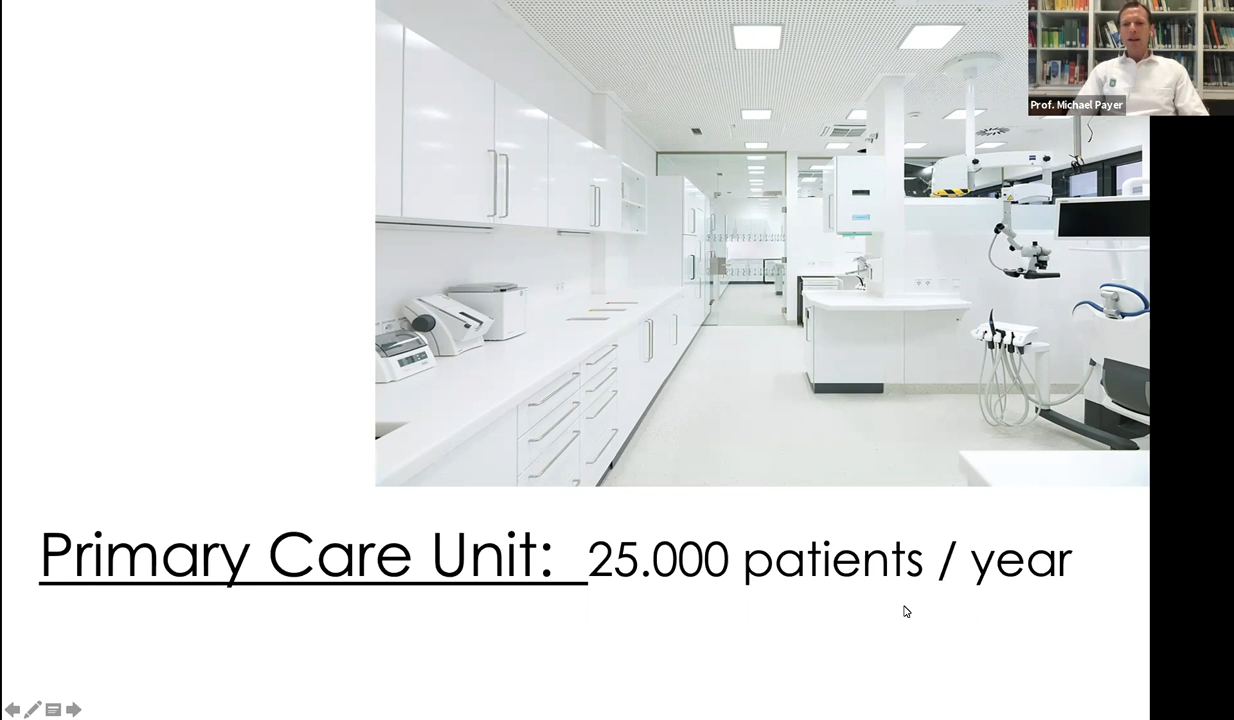 Prof. Michael Payer
Primary Care Unit: 25.000 patients / year